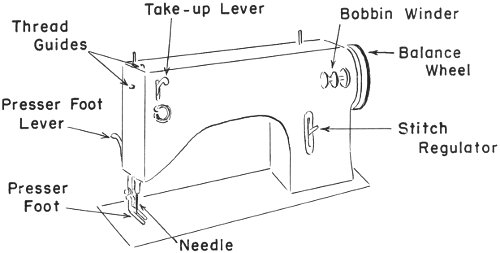 Take-up Lever
Bobbin Winder
Thread
Guides
Balance
Wheel
Presser Foot
Lever
Stitch
Regulator
Presser
Foot
Needle